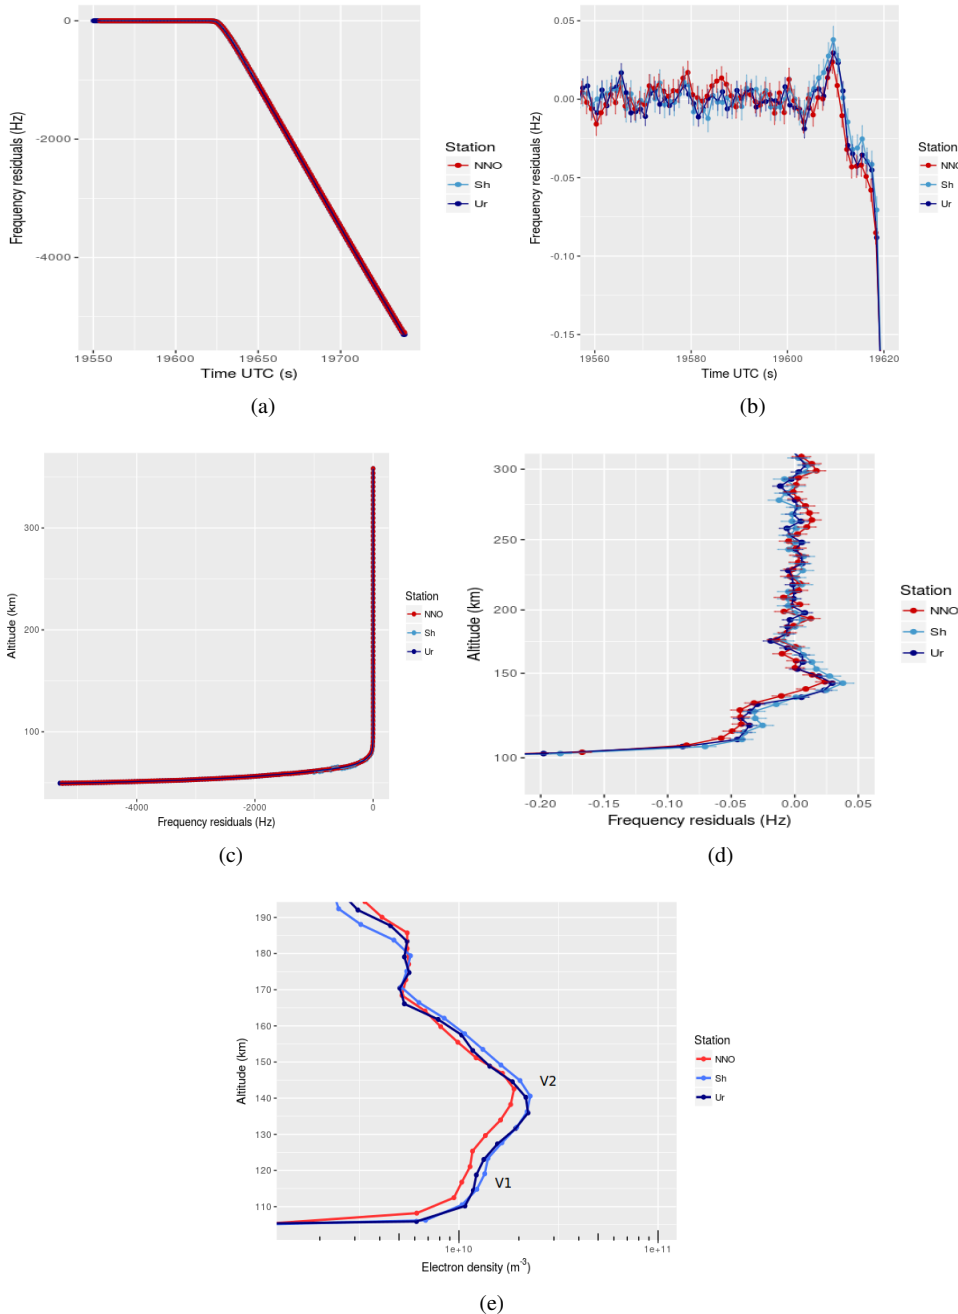 0
-2000
-4000
Frequency residuals (Hz)
19550 19600 19650 19700
Time UTC (s)
Station
NNO
Sh
Ur
(a)
0.05
0.00
-0.05
-0.10
-0.15
Frequency residuals (Hz)
19560 19580 19600 19620
Time UTC (s)
Station
NNO
Sh
Ur
(b)
300
200
100
Altitude (km)
-4000 -2000 0
Frequency residuals (Hz)
Station
NNO
Sh
Ur
(c)
300
250
200
150
100
Altitude (km)
-0.20 -0.15 -0.10 -0.05 0.00 0.05
Frequency residuals (Hz)
Station
NNO
Sh
Ur
(d)
190
180
170
160
150
140
130
120
110
Altitude (km)
V2
V1
1e+10 1e+11
Electron density (m-3)
Station
NNO
Sh
Ur
(e)